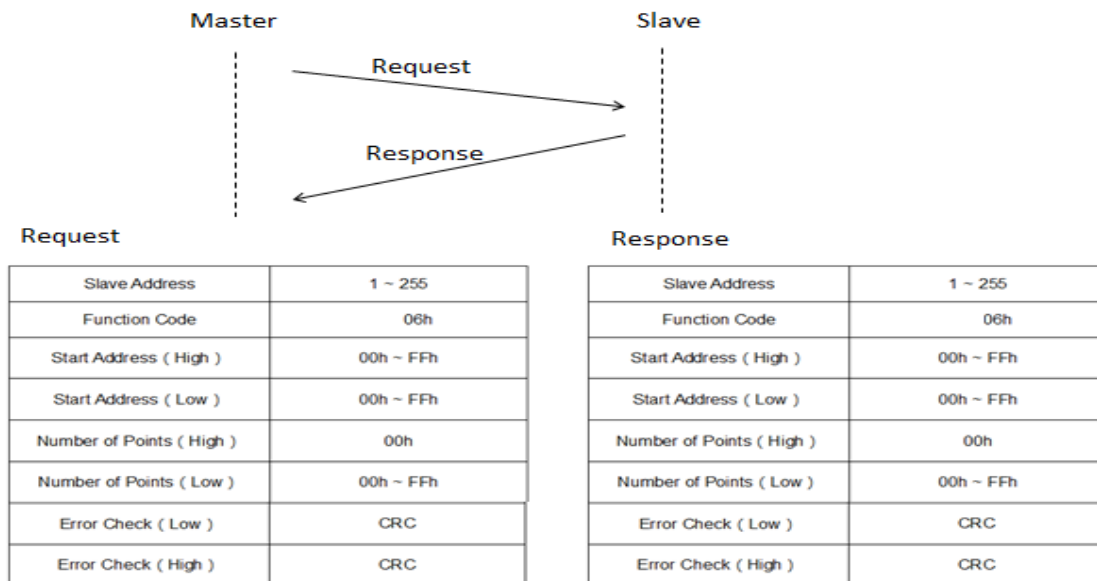 Master Slave
Request
Response
Request
Slave Address 1 ~ 255
Function Code 06h
Start Address ( High ) 00h ~ FFh
Start Address ( Low ) 00h ~ FFh
Number of Points ( High ) 00h
Number of Points ( Low ) 00h ~ FFh
Error Check ( Low ) CRC
Error Check ( High ) CRC
Response
Slave Address 1 ~ 255
Function Code 06h
Start Address ( High ) 00h ~ FFh
Start Address ( Low ) 00h ~ FFh
Number of Points ( High ) 00h
Number of Points ( Low ) 00h ~ FFh
Error Check ( Low ) CRC
Error Check ( High ) CRC